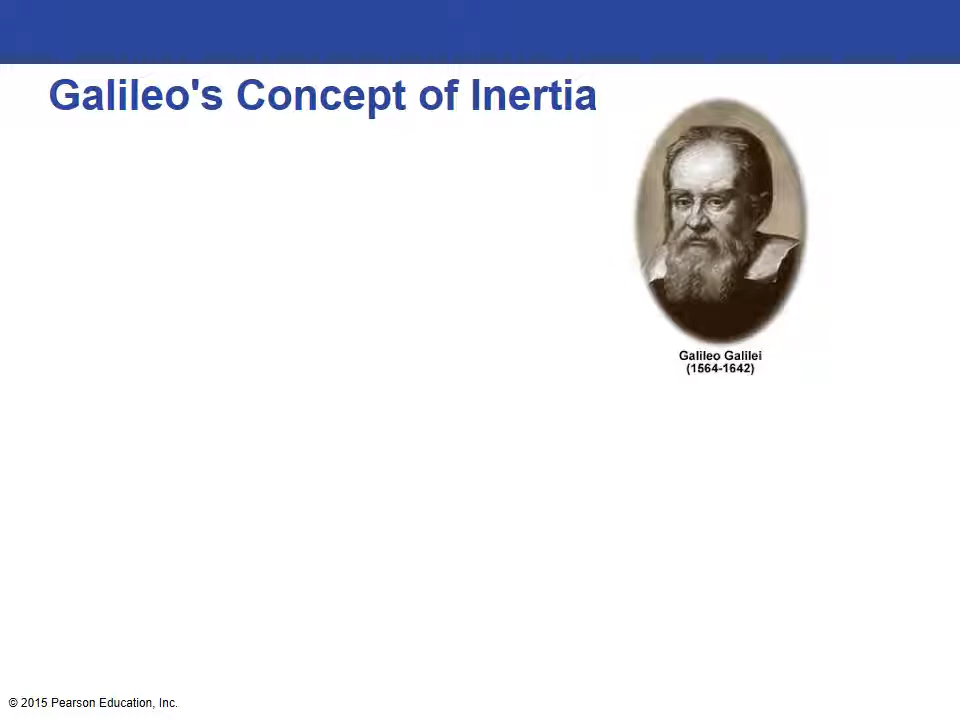 Galileo's Concept of Inertia
Galileo Galilei
(1564-1642)
© 2015 Pearson Education, Inc.